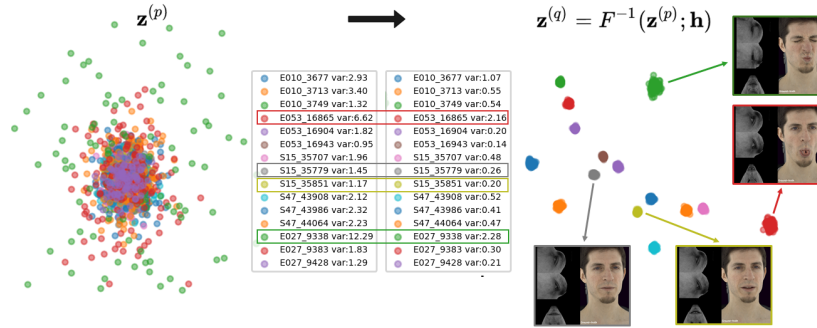 z^(p)
z^(q) = F^−1(z^(p); h)
E010_3677 var:2.93
E010_3713 var:3.40
E010_3749 var:1.32
E053_16865 var:6.62
E053_16904 var:1.82
E053_16943 var:0.95
S15_35707 var:1.96
S15_35779 var:1.45
S15_35851 var:1.17
S47_43908 var:2.12
S47_43986 var:2.32
S47_44064 var:2.23
E027_9338 var:12.29
E027_9383 var:1.83
E027_9428 var:1.29
E010_3677 var:1.07
E010_3713 var:0.55
E010_3749 var:0.54
E053_16865 var:2.16
E053_16904 var:0.20
E053_16943 var:0.14
S15_35707 var:0.48
S15_35779 var:0.26
S15_35851 var:0.20
S47_43908 var:0.52
S47_43986 var:0.41
S47_44064 var:0.47
E027_9338 var:2.28
E027_9383 var:0.30
E027_9428 var:0.21